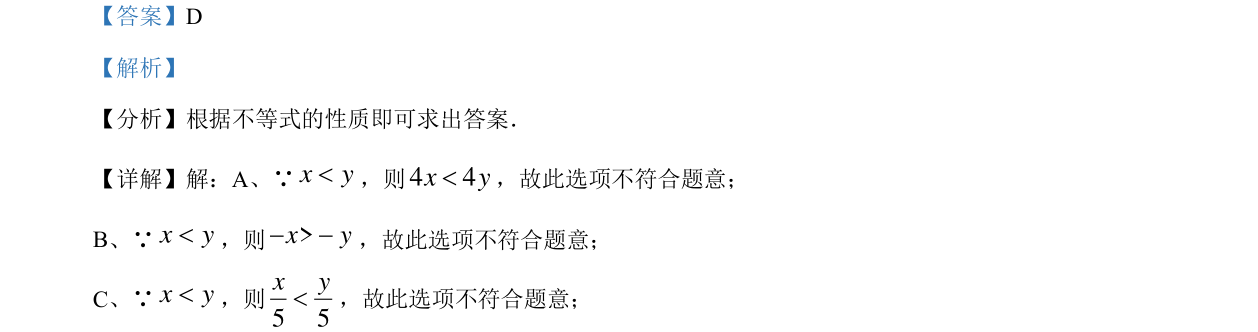 【答案】D
【解析】
【分析】根据不等式的性质即可求出答案．
【详解】解：A、∵ x < y，则 4x < 4y，故此选项不符合题意；
B、∵ x < y，则 −x> − y，故此选项不符合题意；
C、∵ x < y，则 x/5 < y/5，故此选项不符合题意；